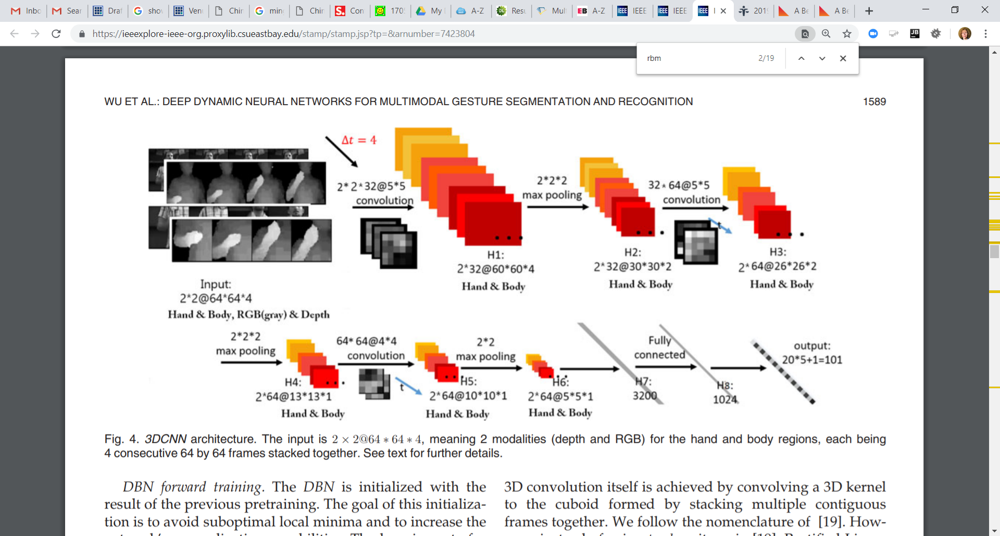 Inbo
Sear
Draf
sho
Ven
Chir
min
Chir
Con
170
My
A-Z
Resu
Mul
EB
A-Z
IEEE IEEE
IEEE IEEE
IEEE I
201
A Be
A Be
https://ieeexplore-ieee-org.proxylib.csueastbay.edu/stamp/stamp.jsp?tp=&arnumber=7423804
JB
rbm 2/19
WU ET AL.: DEEP DYNAMIC NEURAL NETWORKS FOR MULTIMODAL GESTURE SEGMENTATION AND RECOGNITION 1589
Δt = 4
2*2*32@5*5
convolution
2*2*2
max pooling
32*64@5*5
convolution
t
H1:
2*32@60*60*4
Hand & Body
H2:
2*32@30*30*2
Hand & Body
H3:
2*64@26*26*2
Hand & Body
Input:
2*2@64*64*4
Hand & Body, RGB(gray) & Depth
2*2*2
max pooling
64*64@4*4
convolution
2*2
max pooling
Fully
connected
output:
20*5+1=101
H4:
2*64@13*13*1
Hand & Body
t
H5:
2*64@10*10*1
Hand & Body
H6:
2*64@5*5*1
Hand & Body
H7:
3200
H8:
1024
Fig. 4. 3DCNN architecture. The input is 2 × 2@64 * 64 * 4, meaning 2 modalities (depth and RGB) for the hand and body regions, each being
4 consecutive 64 by 64 frames stacked together. See text for further details.
DBN forward training. The DBN is initialized with the
result of the previous pretraining. The goal of this initializa-
tion is to avoid suboptimal local minima and to increase the
3D convolution itself is achieved by convolving a 3D kernel
to the cuboid formed by stacking multiple contiguous
frames together. We follow the nomenclature of [19]. How-